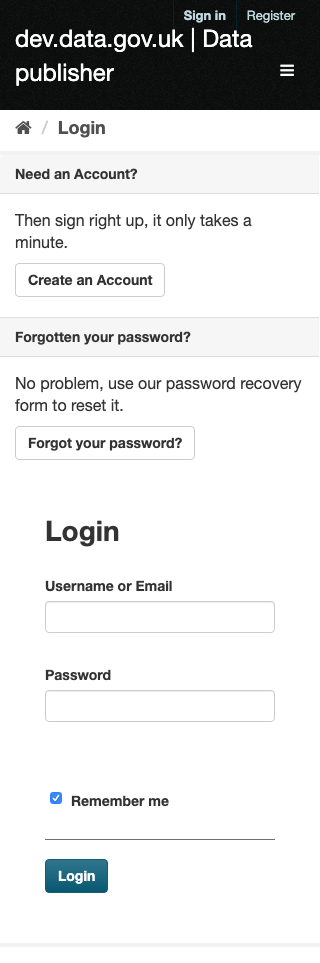 Sign in Register
dev.data.gov.uk | Data
publisher
/ Login
Need an Account?
Then sign right up, it only takes a
minute.
Create an Account
Forgotten your password?
No problem, use our password recovery
form to reset it.
Forgot your password?
Login
Username or Email
Password
Remember me
Login